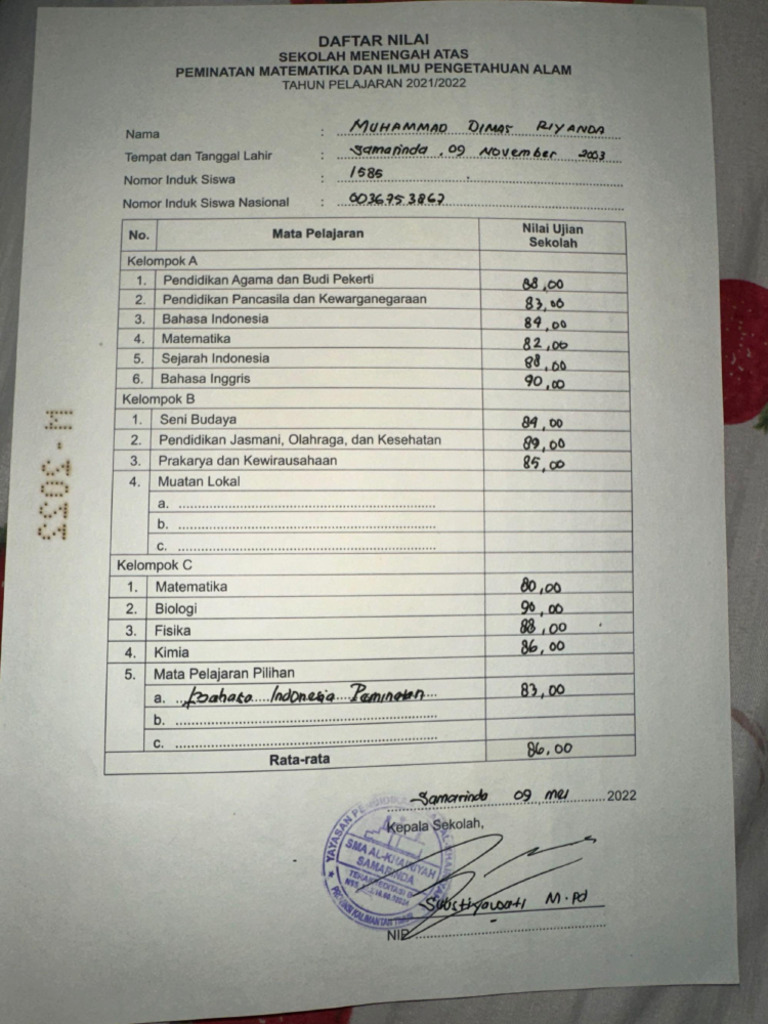 DAFTAR NILAI
SEKOLAH MENENGAH ATAS
PEMINATAN MATEMATIKA DAN ILMU PENGETAHUAN ALAM
TAHUN PELAJARAN 2021/2022
Nama : MUHAMMAD DIMAS RIYANDA
Tempat dan Tanggal Lahir : Samarinda, 09 November 2003
Nomor Induk Siswa : 1585
Nomor Induk Siswa Nasional : 0036753867
No. Mata Pelajaran Nilai Ujian Sekolah
Kelompok A
1. Pendidikan Agama dan Budi Pekerti 88,00
2. Pendidikan Pancasila dan Kewarganegaraan 83,00
3. Bahasa Indonesia 89,00
4. Matematika 82,00
5. Sejarah Indonesia 88,00
6. Bahasa Inggris 90,00
Kelompok B
1. Seni Budaya 89,00
2. Pendidikan Jasmani, Olahraga, dan Kesehatan 89,00
3. Prakarya dan Kewirausahaan 85,00
4. Muatan Lokal
a.
b.
c.
Kelompok C
1. Matematika 80,00
2. Biologi 90,00
3. Fisika 88,00
4. Kimia 86,00
5. Mata Pelajaran Pilihan
a. Bahasa Indonesia Peminatan 83,00
b.
c.
Rata-rata 86,00
Samarinda 09 mei 2022
Kepala Sekolah,
SMA AL-KHAIRIYAH
SAMARINDA
PROVINSI KALIMANTAN TIMUR
M.Pd
NIP.
M-2022